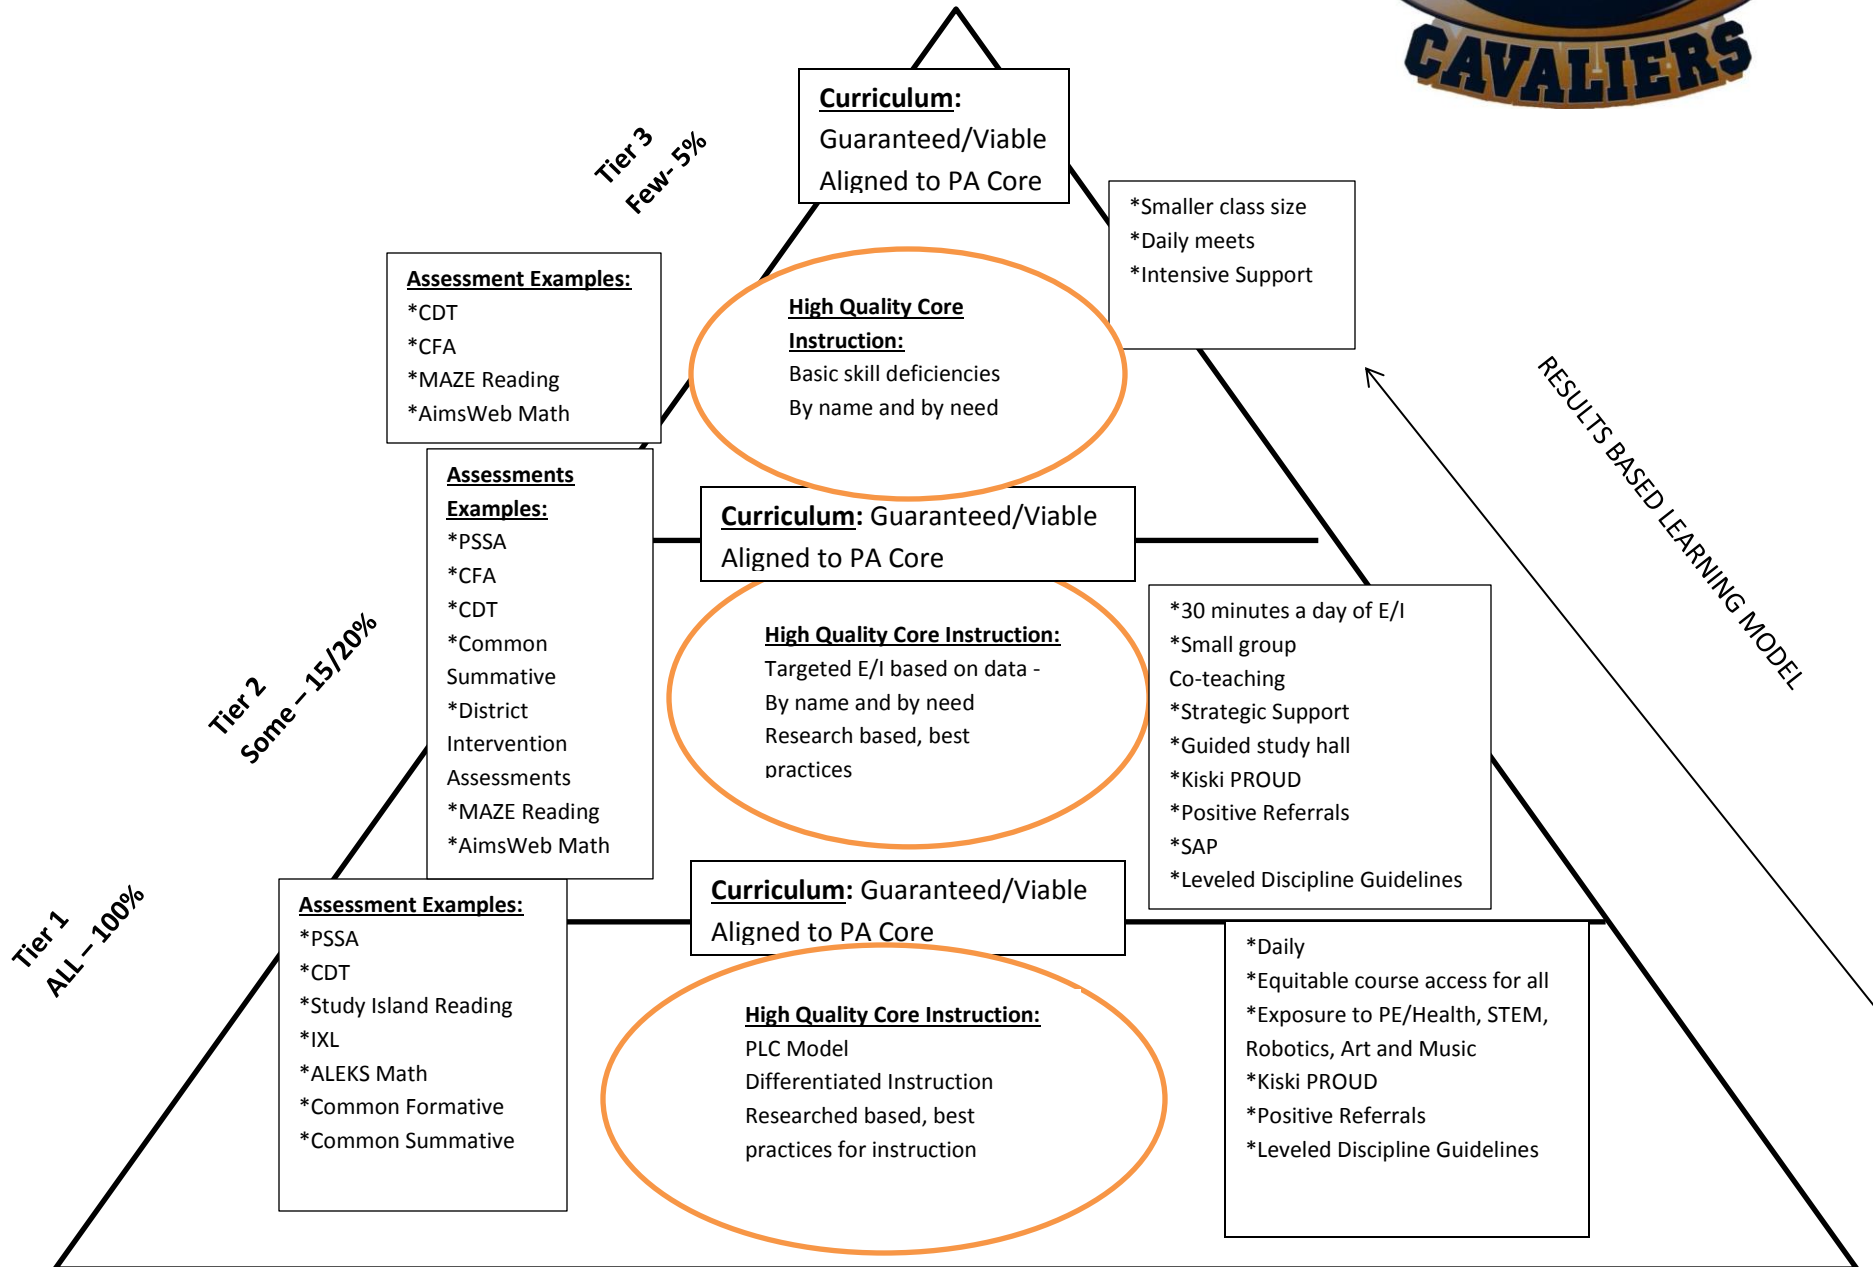 CAVALIERS
Curriculum:
Guaranteed/Viable
Aligned to PA Core
Tier 3
Few- 5%
*Smaller class size
*Daily meets
*Intensive Support
Assessment Examples:
*CDT
*CFA
*MAZE Reading
*AimsWeb Math
High Quality Core
Instruction:
Basic skill deficiencies
By name and by need
RESULTS BASED LEARNING MODEL
Assessments
Examples:
*PSSA
*CFA
*CDT
*Common
Summative
*District
Intervention
Assessments
*MAZE Reading
*AimsWeb Math
Curriculum: Guaranteed/Viable
Aligned to PA Core
Tier 2
Some – 15/20%
High Quality Core Instruction:
Targeted E/I based on data -
By name and by need
Research based, best
practices
*30 minutes a day of E/I
*Small group
Co-teaching
*Strategic Support
*Guided study hall
*Kiski PROUD
*Positive Referrals
*SAP
*Leveled Discipline Guidelines
Tier 1
ALL – 100%
Assessment Examples:
*PSSA
*CDT
*Study Island Reading
*IXL
*ALEKS Math
*Common Formative
*Common Summative
Curriculum: Guaranteed/Viable
Aligned to PA Core
High Quality Core Instruction:
PLC Model
Differentiated Instruction
Researched based, best
practices for instruction
*Daily
*Equitable course access for all
*Exposure to PE/Health, STEM,
Robotics, Art and Music
*Kiski PROUD
*Positive Referrals
*Leveled Discipline Guidelines